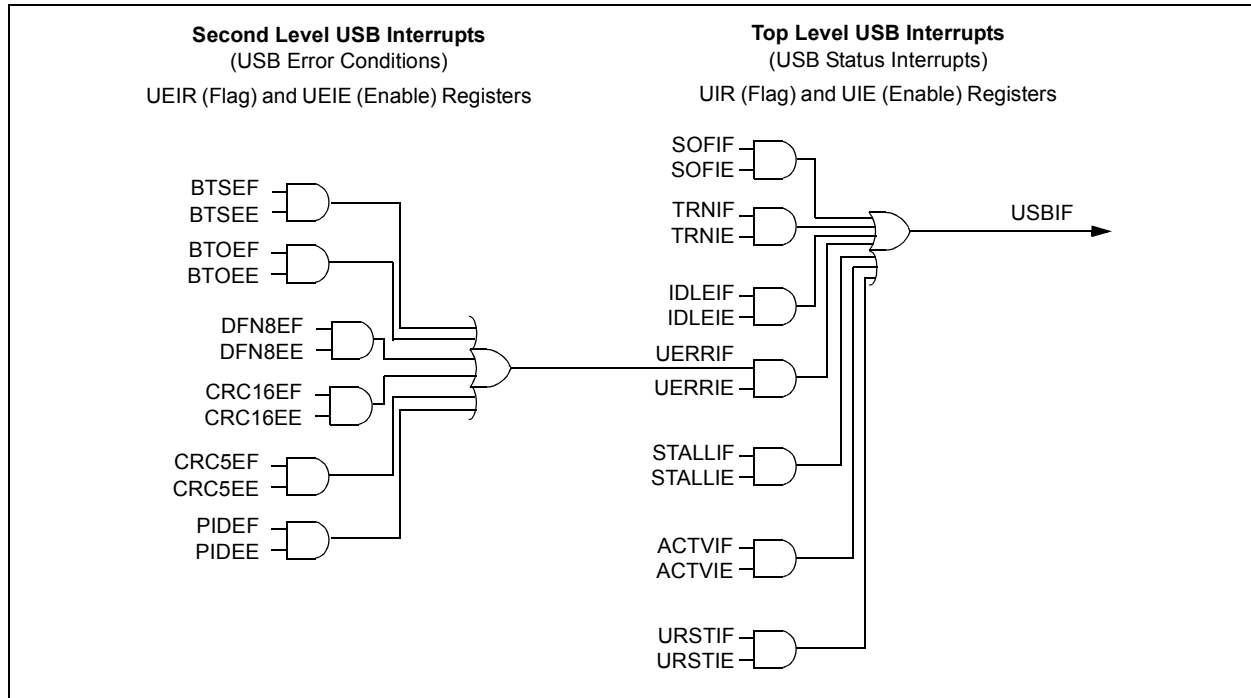 Second Level USB Interrupts
(USB Error Conditions)
UEIR (Flag) and UEIE (Enable) Registers
BTSEF
BTSEE
BTOEF
BTOEE
DFN8EF
DFN8EE
CRC16EF
CRC16EE
CRC5EF
CRC5EE
PIDEF
PIDEE
Top Level USB Interrupts
(USB Status Interrupts)
UIR (Flag) and UIE (Enable) Registers
SOFIF
SOFIE
TRNIF
TRNIE
IDLEIF
IDLEIE
UERRIF
UERRIE
STALLIF
STALLIE
ACTVIF
ACTVIE
URSTIF
URSTIE
USBIF